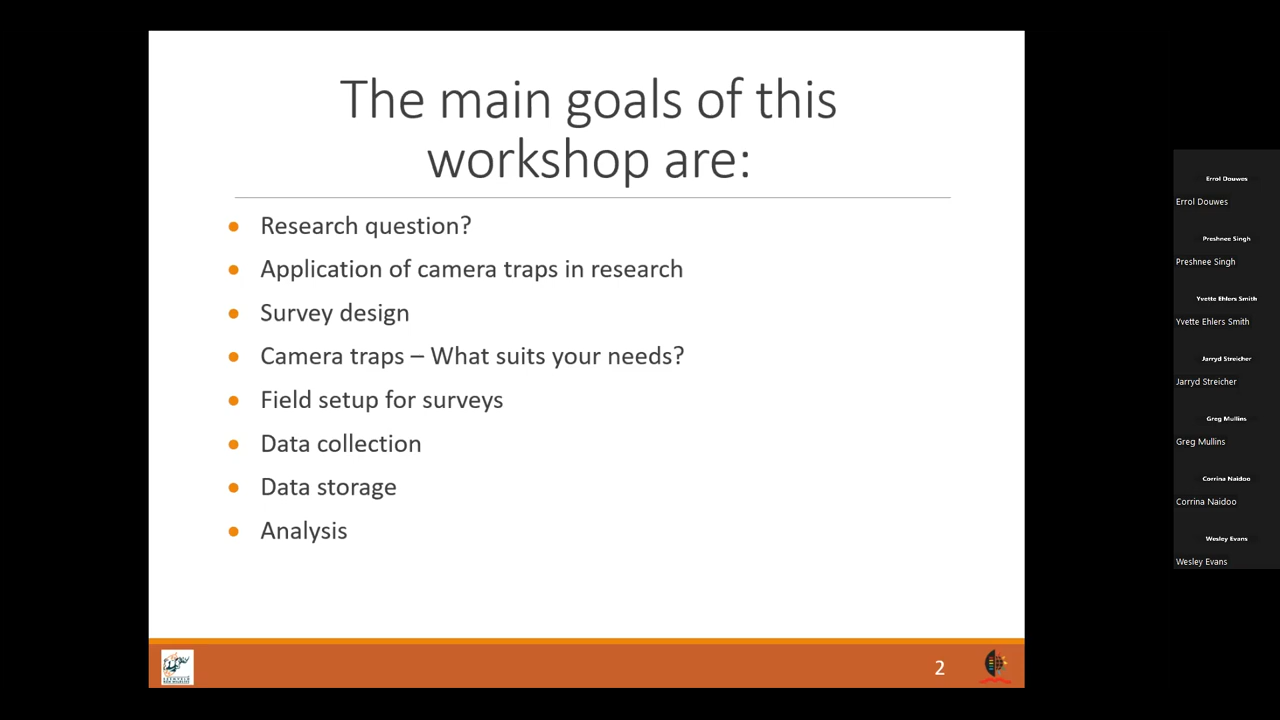 The main goals of this
workshop are:
Research question?
Application of camera traps in research
Survey design
Camera traps – What suits your needs?
Field setup for surveys
Data collection
Data storage
Analysis
2
Errol Douwes
Errol Douwes
Preshnee Singh
Preshnee Singh
Yvette Ehlers Smith
Yvette Ehlers Smith
Jarryd Streicher
Jarryd Streicher
Greg Mullins
Greg Mullins
Corrina Naidoo
Corrina Naidoo
Wesley Evans
Wesley Evans